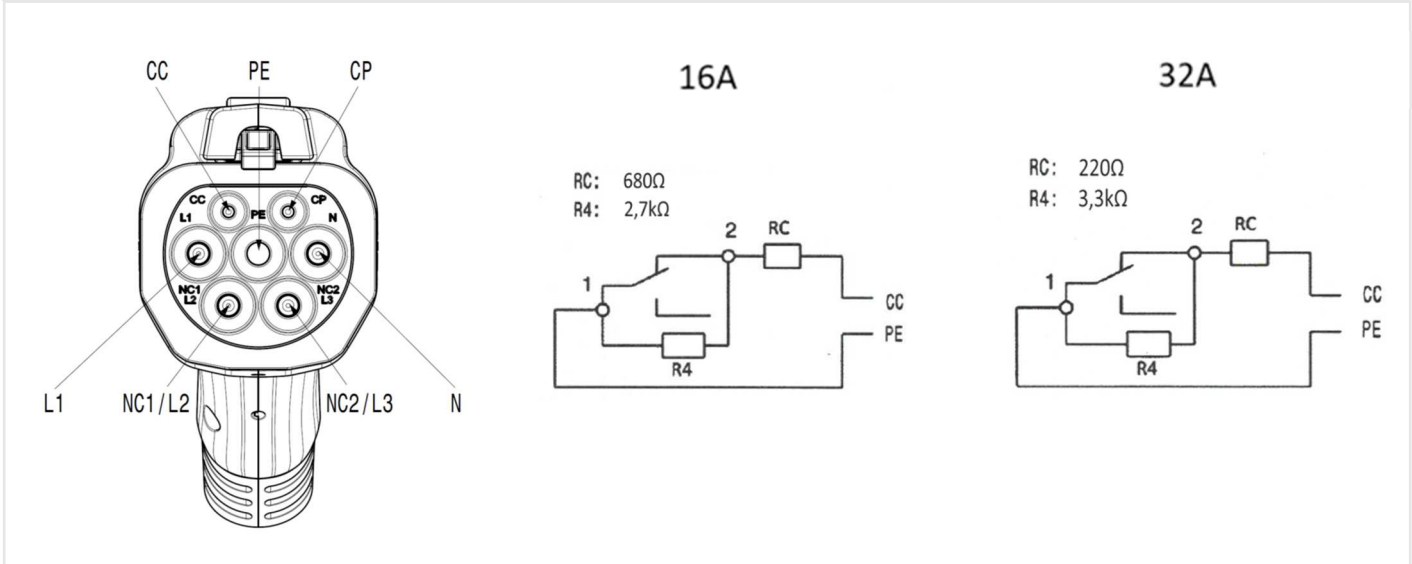 CC PE CP
CC CP
L1 PE N
NC1 NC2
L2 L3
L1 NC1/L2 NC2/L3 N
16A
RC: 680Ω
R4: 2,7kΩ
2 RC
1
CC
PE
R4
32A
RC: 220Ω
R4: 3,3kΩ
2 RC
1
CC
PE
R4